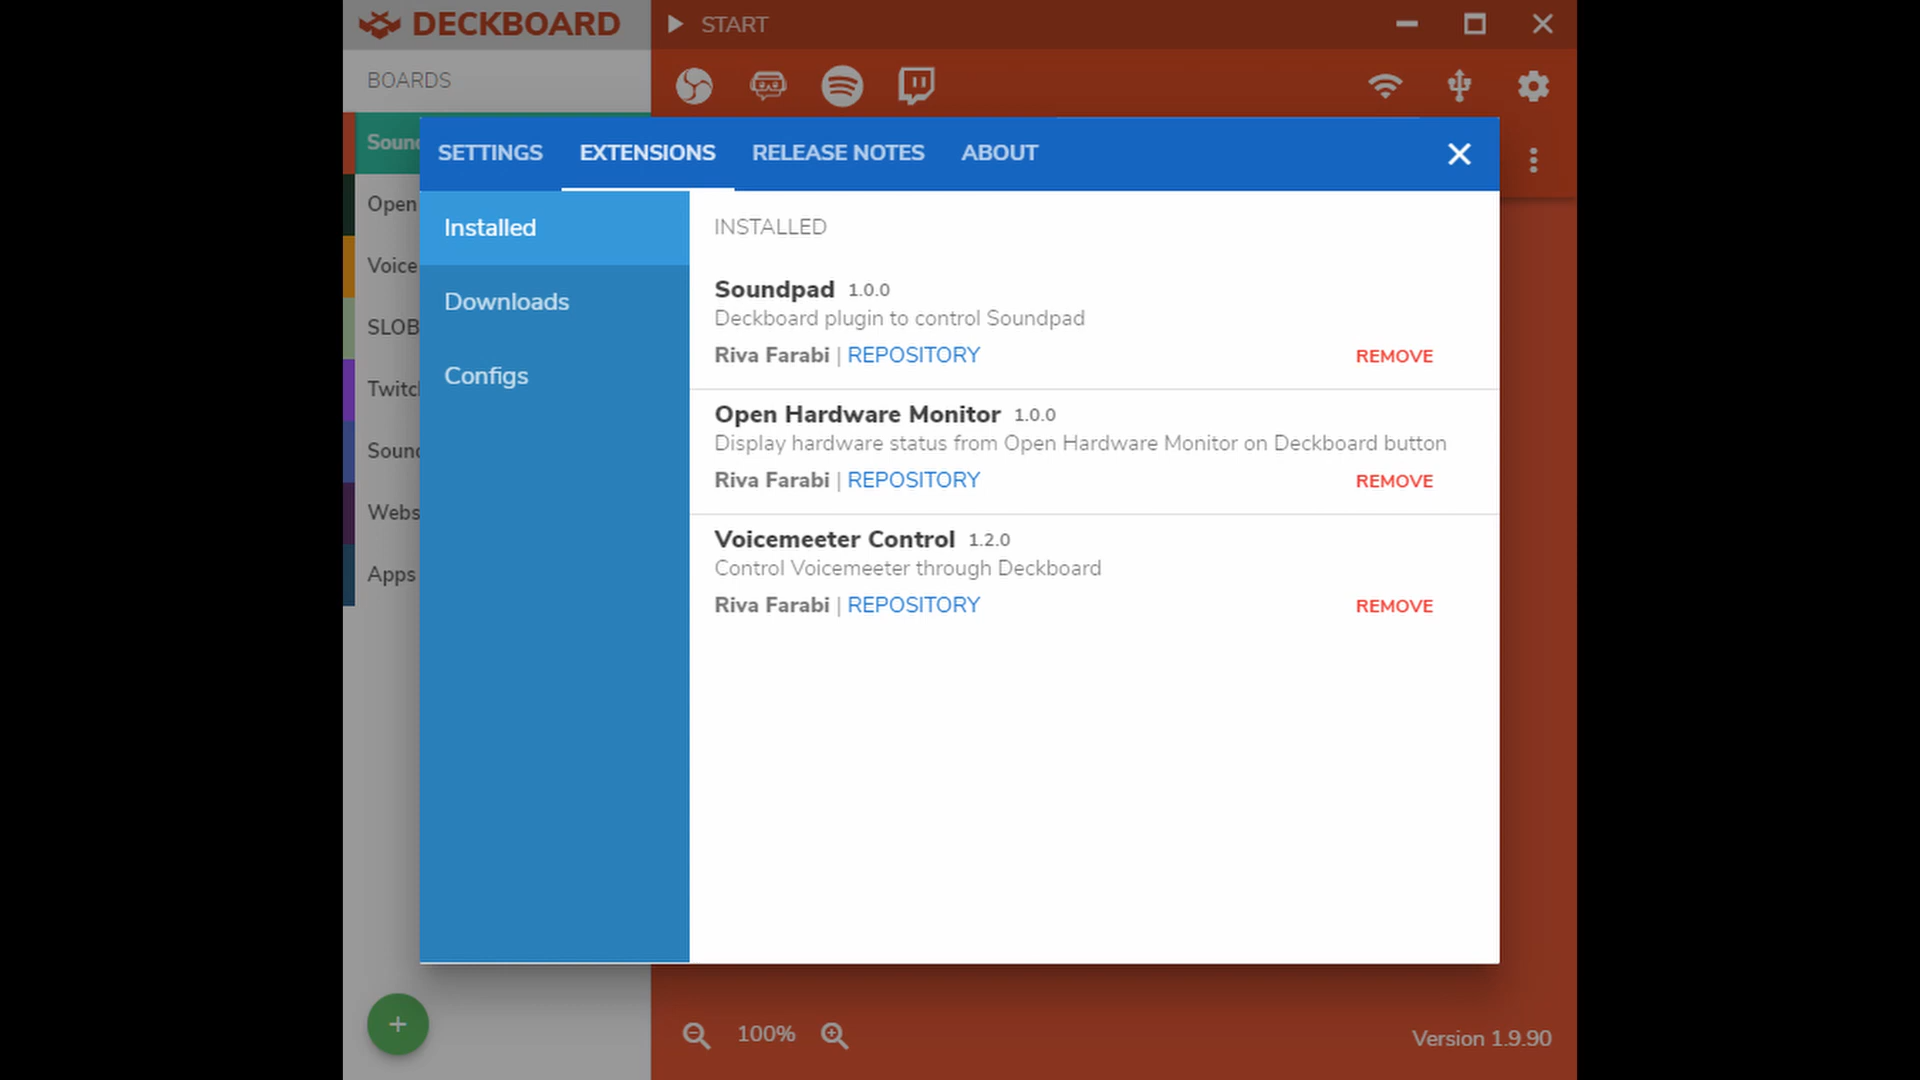 DECKBOARD
START
BOARDS
SETTINGS
EXTENSIONS
RELEASE NOTES
ABOUT
Soun
Open
Voice
SLOB
Twitc
Soun
Webs
Apps
Installed
Downloads
Configs
INSTALLED
Soundpad 1.0.0
Deckboard plugin to control Soundpad
Riva Farabi | REPOSITORY
REMOVE
Open Hardware Monitor 1.0.0
Display hardware status from Open Hardware Monitor on Deckboard button
Riva Farabi | REPOSITORY
REMOVE
Voicemeeter Control 1.2.0
Control Voicemeeter through Deckboard
Riva Farabi | REPOSITORY
REMOVE
100%
Version 1.9.90